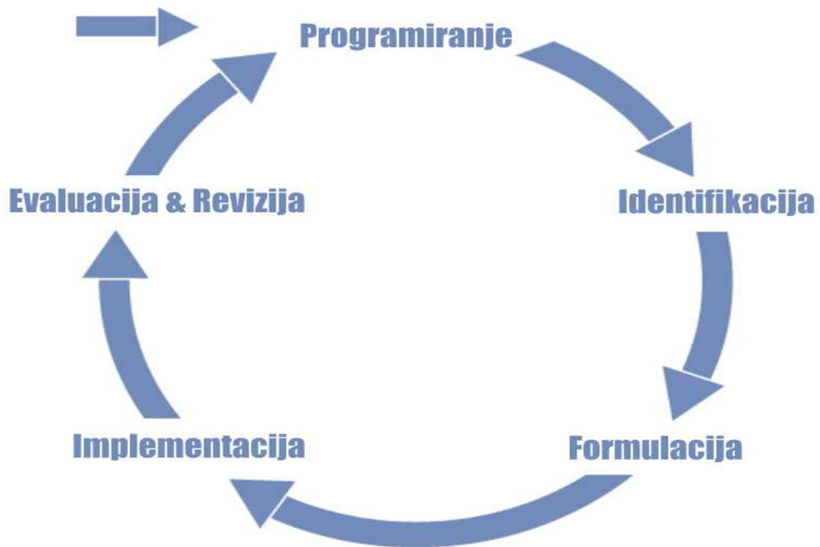 Programiranje
Identifikacija
Formulacija
Implementacija
Evaluacija & Revizija